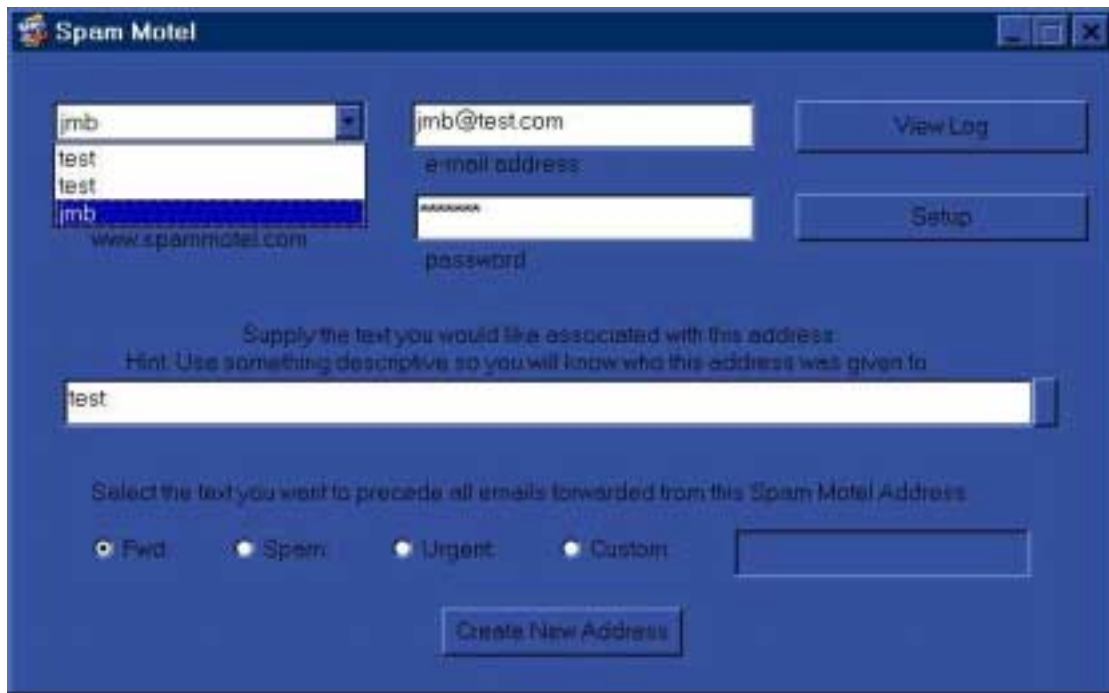 Spam Motel
jmb
test
test
jmb
www.spammotel.com
jmb@test.com
e-mail address
*******
password
View Log
Setup
Supply the text you would like associated with this address
Hint: Use something descriptive so you will know who this address was given to
test
Select the text you want to precede all emails forwarded from this Spam Motel Address
Fwd:
Spam:
Urgent:
Custom:
Create New Address